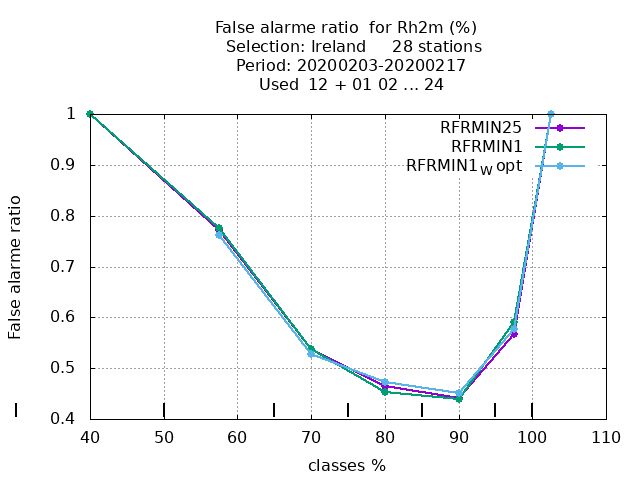 False alarme ratio  for Rh2m (%)
Selection: Ireland     28 stations
Period: 20200203-20200217
Used  12 + 01 02 ... 24
RFRMIN25
RFRMIN1
RFRMIN1W opt
False alarme ratio
1
0.9
0.8
0.7
0.6
0.5
0.4
40 50 60 70 80 90 100 110
classes %